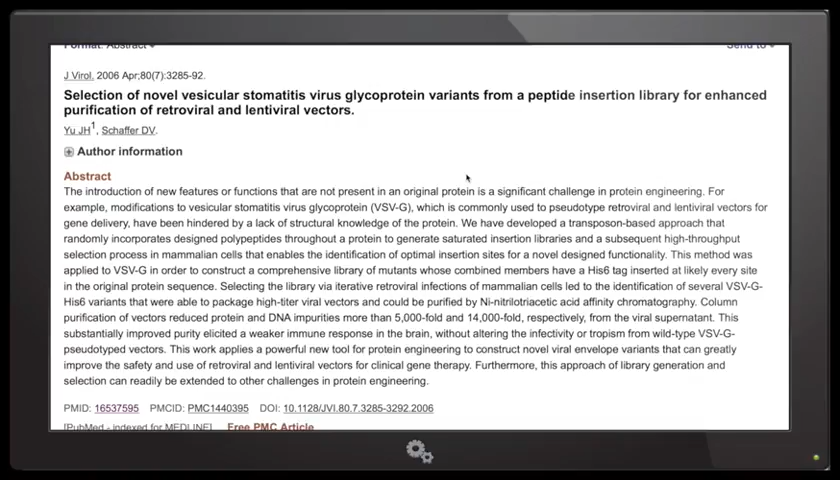 Format: Abstract
Send to
J Virol. 2006 Apr;80(7):3285-92.
Selection of novel vesicular stomatitis virus glycoprotein variants from a peptide insertion library for enhanced
purification of retroviral and lentiviral vectors.
Yu JH1, Schaffer DV.
Author information
Abstract
The introduction of new features or functions that are not present in an original protein is a significant challenge in protein engineering. For
example, modifications to vesicular stomatitis virus glycoprotein (VSV-G), which is commonly used to pseudotype retroviral and lentiviral vectors for
gene delivery, have been hindered by a lack of structural knowledge of the protein. We have developed a transposon-based approach that
randomly incorporates designed polypeptides throughout a protein to generate saturated insertion libraries and a subsequent high-throughput
selection process in mammalian cells that enables the identification of optimal insertion sites for a novel designed functionality. This method was
applied to VSV-G in order to construct a comprehensive library of mutants whose combined members have a His6 tag inserted at likely every site
in the original protein sequence. Selecting the library via iterative retroviral infections of mammalian cells led to the identification of several VSV-G-
His6 variants that were able to package high-titer viral vectors and could be purified by Ni-nitrilotriacetic acid affinity chromatography. Column
purification of vectors reduced protein and DNA impurities more than 5,000-fold and 14,000-fold, respectively, from the viral supernatant. This
substantially improved purity elicited a weaker immune response in the brain, without altering the infectivity or tropism from wild-type VSV-G-
pseudotyped vectors. This work applies a powerful new tool for protein engineering to construct novel viral envelope variants that can greatly
improve the safety and use of retroviral and lentiviral vectors for clinical gene therapy. Furthermore, this approach of library generation and
selection can readily be extended to other challenges in protein engineering.
PMID: 16537595 PMCID: PMC1440395 DOI: 10.1128/JVI.80.7.3285-3292.2006
[PubMed - indexed for MEDLINE] Free PMC Article